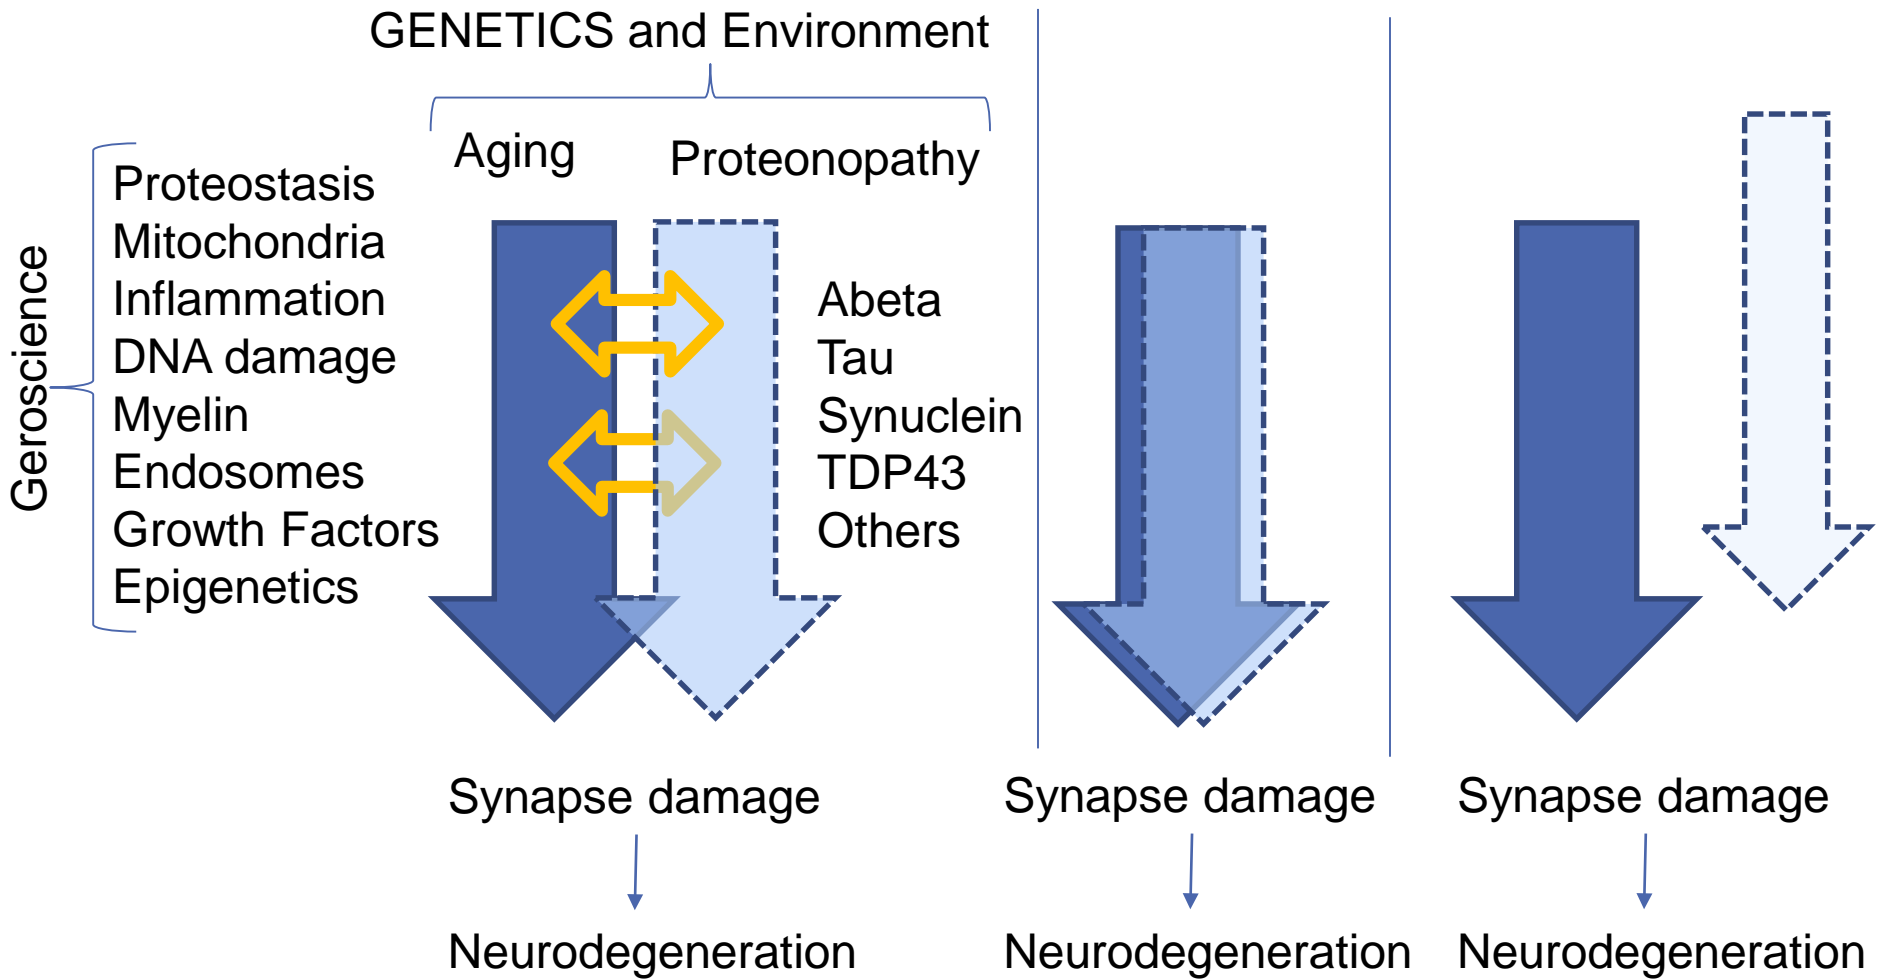 GENETICS and Environment
Aging
Proteonopathy
Geroscience
Proteostasis
Mitochondria
Inflammation
DNA damage
Myelin
Endosomes
Growth Factors
Epigenetics
Abeta
Tau
Synuclein
TDP43
Others
Synapse damage
Neurodegeneration
Synapse damage
Neurodegeneration
Synapse damage
Neurodegeneration